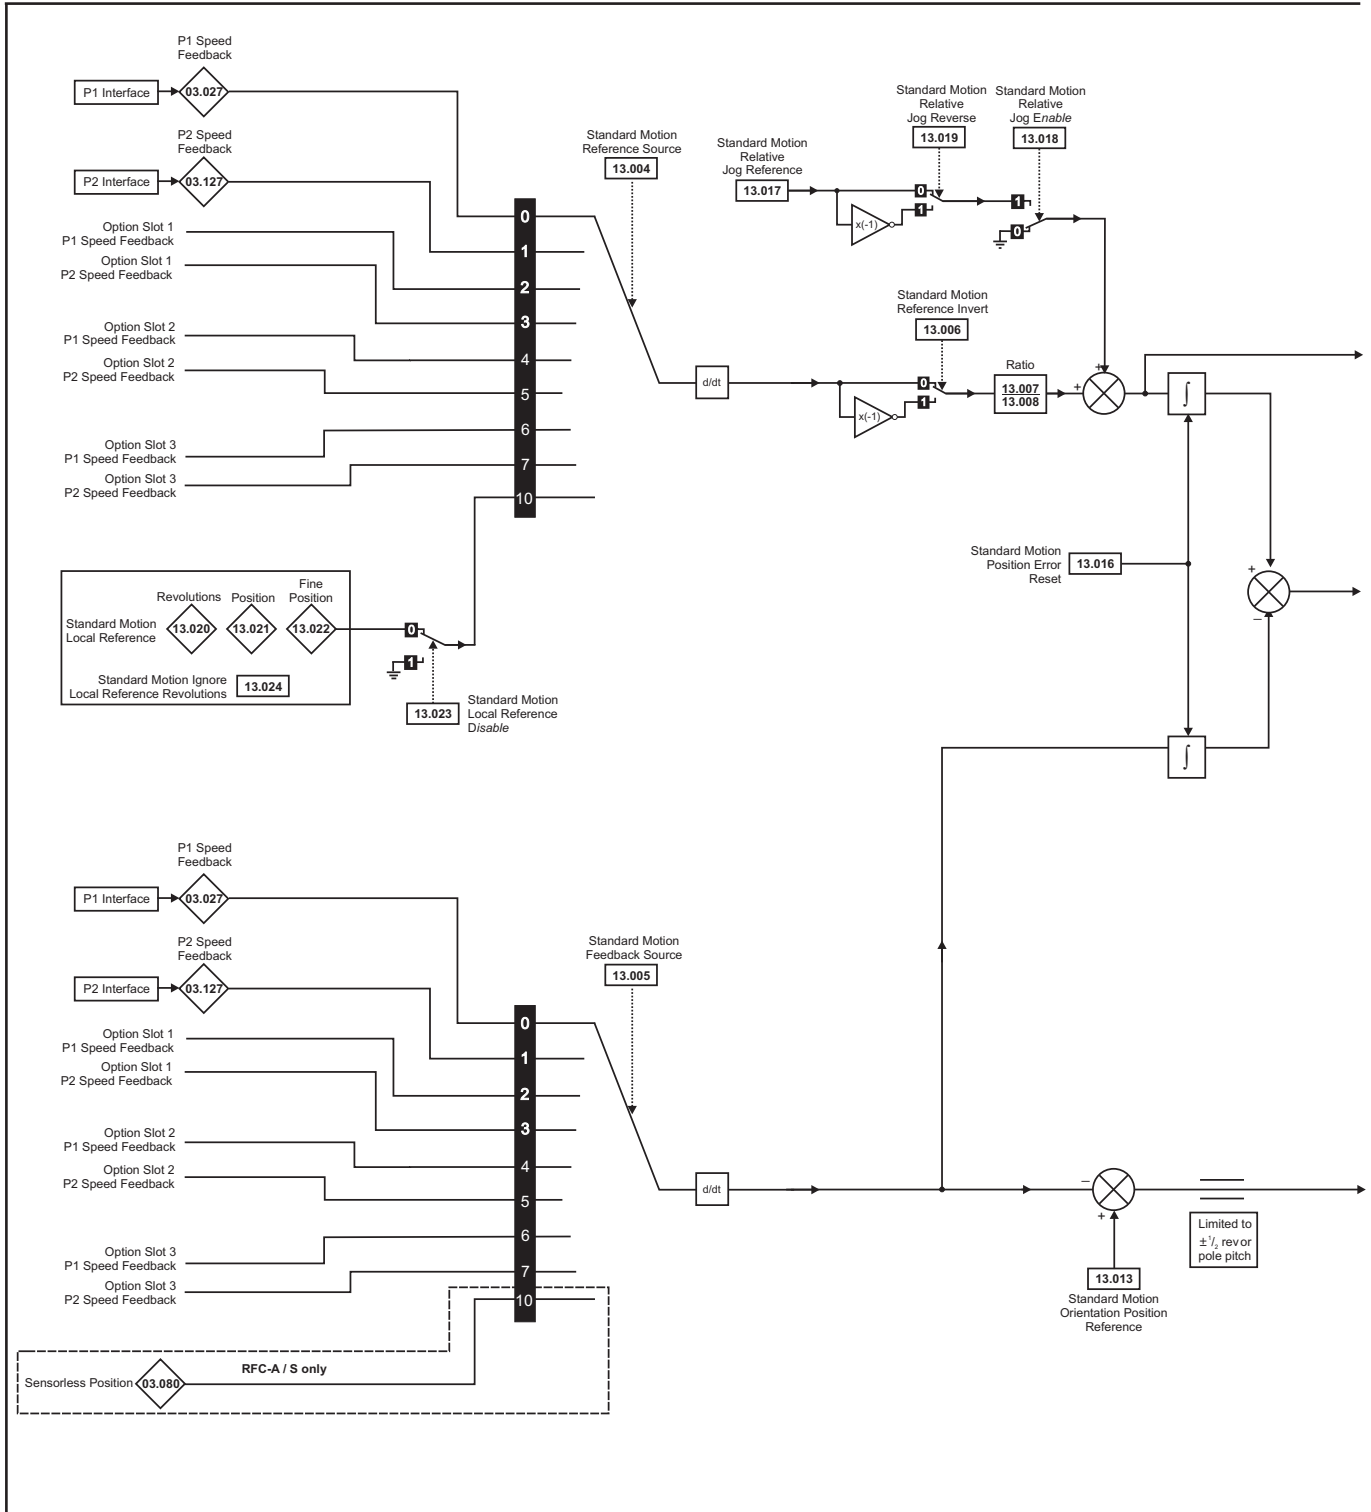 P1 Speed
Feedback
P1 Interface
03.027
P2 Speed
Feedback
P2 Interface
03.127
Option Slot 1
P1 Speed Feedback
Option Slot 1
P2 Speed Feedback
Option Slot 2
P1 Speed Feedback
Option Slot 2
P2 Speed Feedback
Option Slot 3
P1 Speed Feedback
Option Slot 3
P2 Speed Feedback
0
1
2
3
4
5
6
7
10
Standard Motion
Reference Source
13.004
d/dt
Standard Motion
Relative
Jog Reference
13.017
Standard Motion
Relative
Jog Reverse
13.019
Standard Motion
Relative
Jog Enable
13.018
0
1
x(-1)
1
0
Standard Motion
Reference Invert
13.006
0
1
x(-1)
Ratio
13.007
13.008
+
+
∫
Standard Motion
Position Error
Reset
13.016
+
–
∫
Revolutions
Position
Fine
Position
Standard Motion
Local Reference
13.020
13.021
13.022
Standard Motion Ignore
Local Reference Revolutions
13.024
0
1
13.023
Standard Motion
Local Reference
Disable
P1 Speed
Feedback
P1 Interface
03.027
P2 Speed
Feedback
P2 Interface
03.127
Option Slot 1
P1 Speed Feedback
Option Slot 1
P2 Speed Feedback
Option Slot 2
P1 Speed Feedback
Option Slot 2
P2 Speed Feedback
Option Slot 3
P1 Speed Feedback
Option Slot 3
P2 Speed Feedback
0
1
2
3
4
5
6
7
10
Standard Motion
Feedback Source
13.005
d/dt
–
+
13.013
Standard Motion
Orientation Position
Reference
Limited to
±1/2 rev or
pole pitch
RFC-A / S only
Sensorless Position
03.080